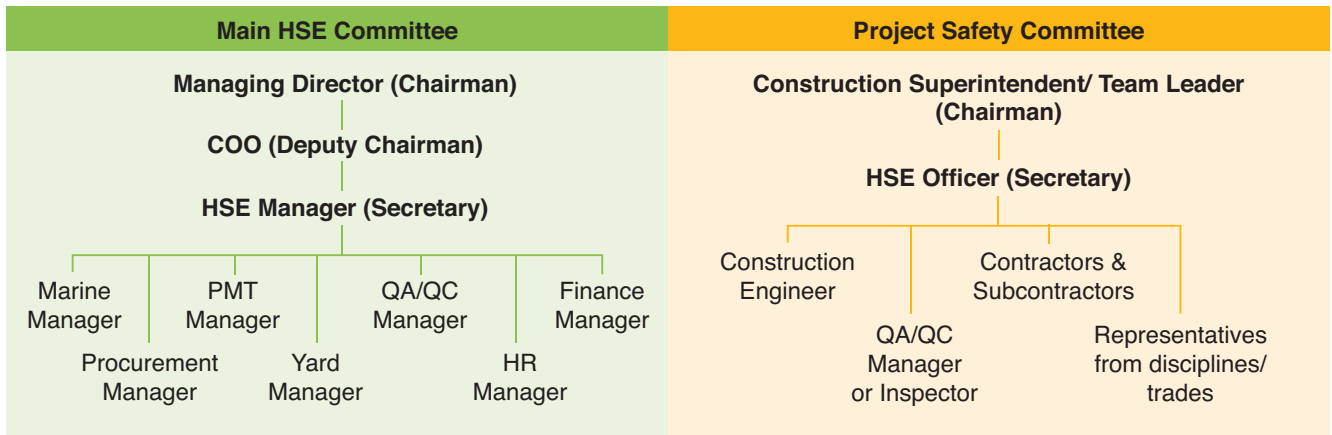 Main HSE Committee
Managing Director (Chairman)
COO (Deputy Chairman)
HSE Manager (Secretary)
Marine
Manager
PMT
Manager
QA/QC
Manager
Finance
Manager
Procurement
Manager
Yard
Manager
HR
Manager
Project Safety Committee
Construction Superintendent/ Team Leader
(Chairman)
HSE Officer (Secretary)
Construction
Engineer
Contractors &
Subcontractors
QA/QC
Manager
or Inspector
Representatives
from disciplines/
trades